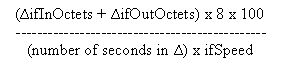 (ΔifInOctets + ΔifOutOctets) x 8 x 100
-----------------------------------------------
(number of seconds in Δ) x ifSpeed